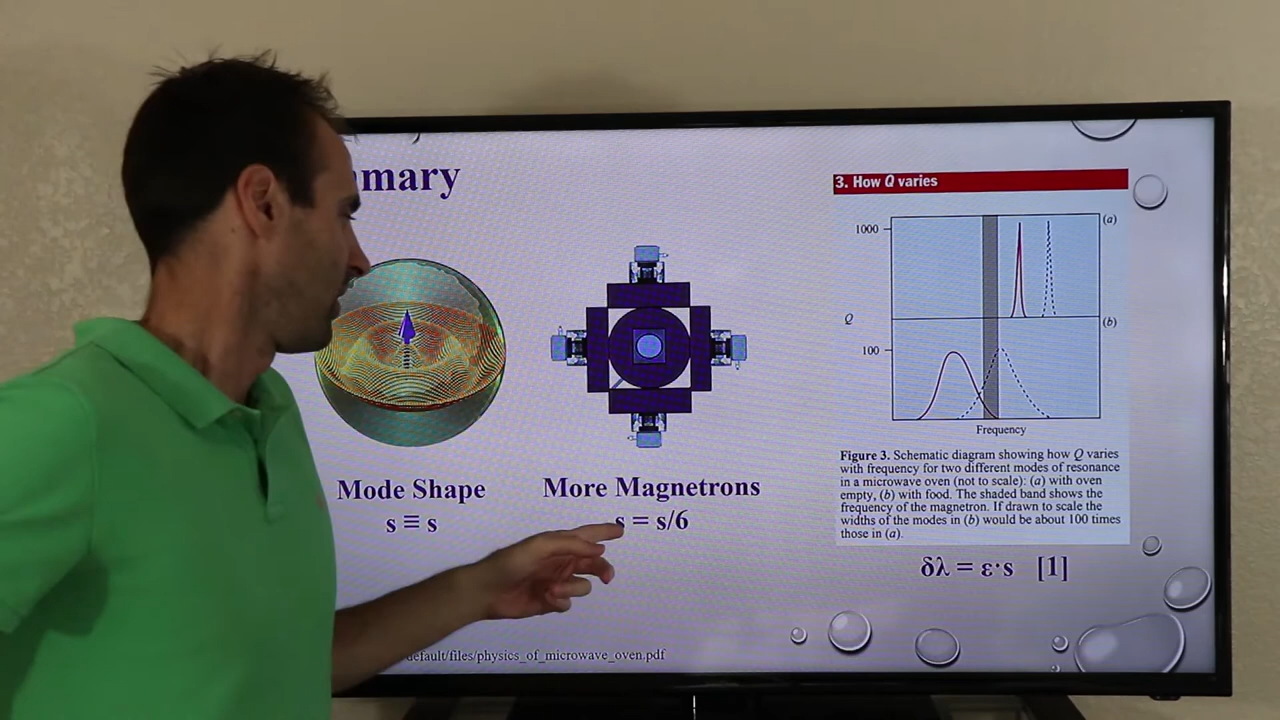 mmary
Mode Shape
s ≡ s
More Magnetrons
s = s/6
3. How Q varies
1000
(a)
Q
(b)
100
Frequency
Figure 3. Schematic diagram showing how Q varies
with frequency for two different modes of resonance
in a microwave oven (not to scale): (a) with oven
empty, (b) with food. The shaded band shows the
frequency of the magnetron. If drawn to scale the
widths of the modes in (b) would be about 100 times
those in (a).
δλ = ε·s [1]
default/files/physics_of_microwave_oven.pdf